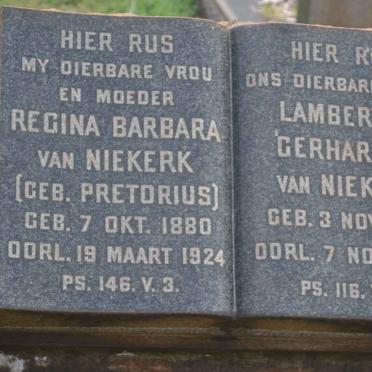 HIER RUS
MY DIERBARE VROU
EN MOEDER
REGINA BARBARA
VAN NIEKERK
(GEB. PRETORIUS)
GEB. 7 OKT. 1880
OORL. 19 MAART 1924
PS. 146. V. 3.
HIER
ONS DIERBAR
LAMBER
GERHAR
VAN NIEK
GEB. 3 NOV
OORL. 7 NO
PS. 116.